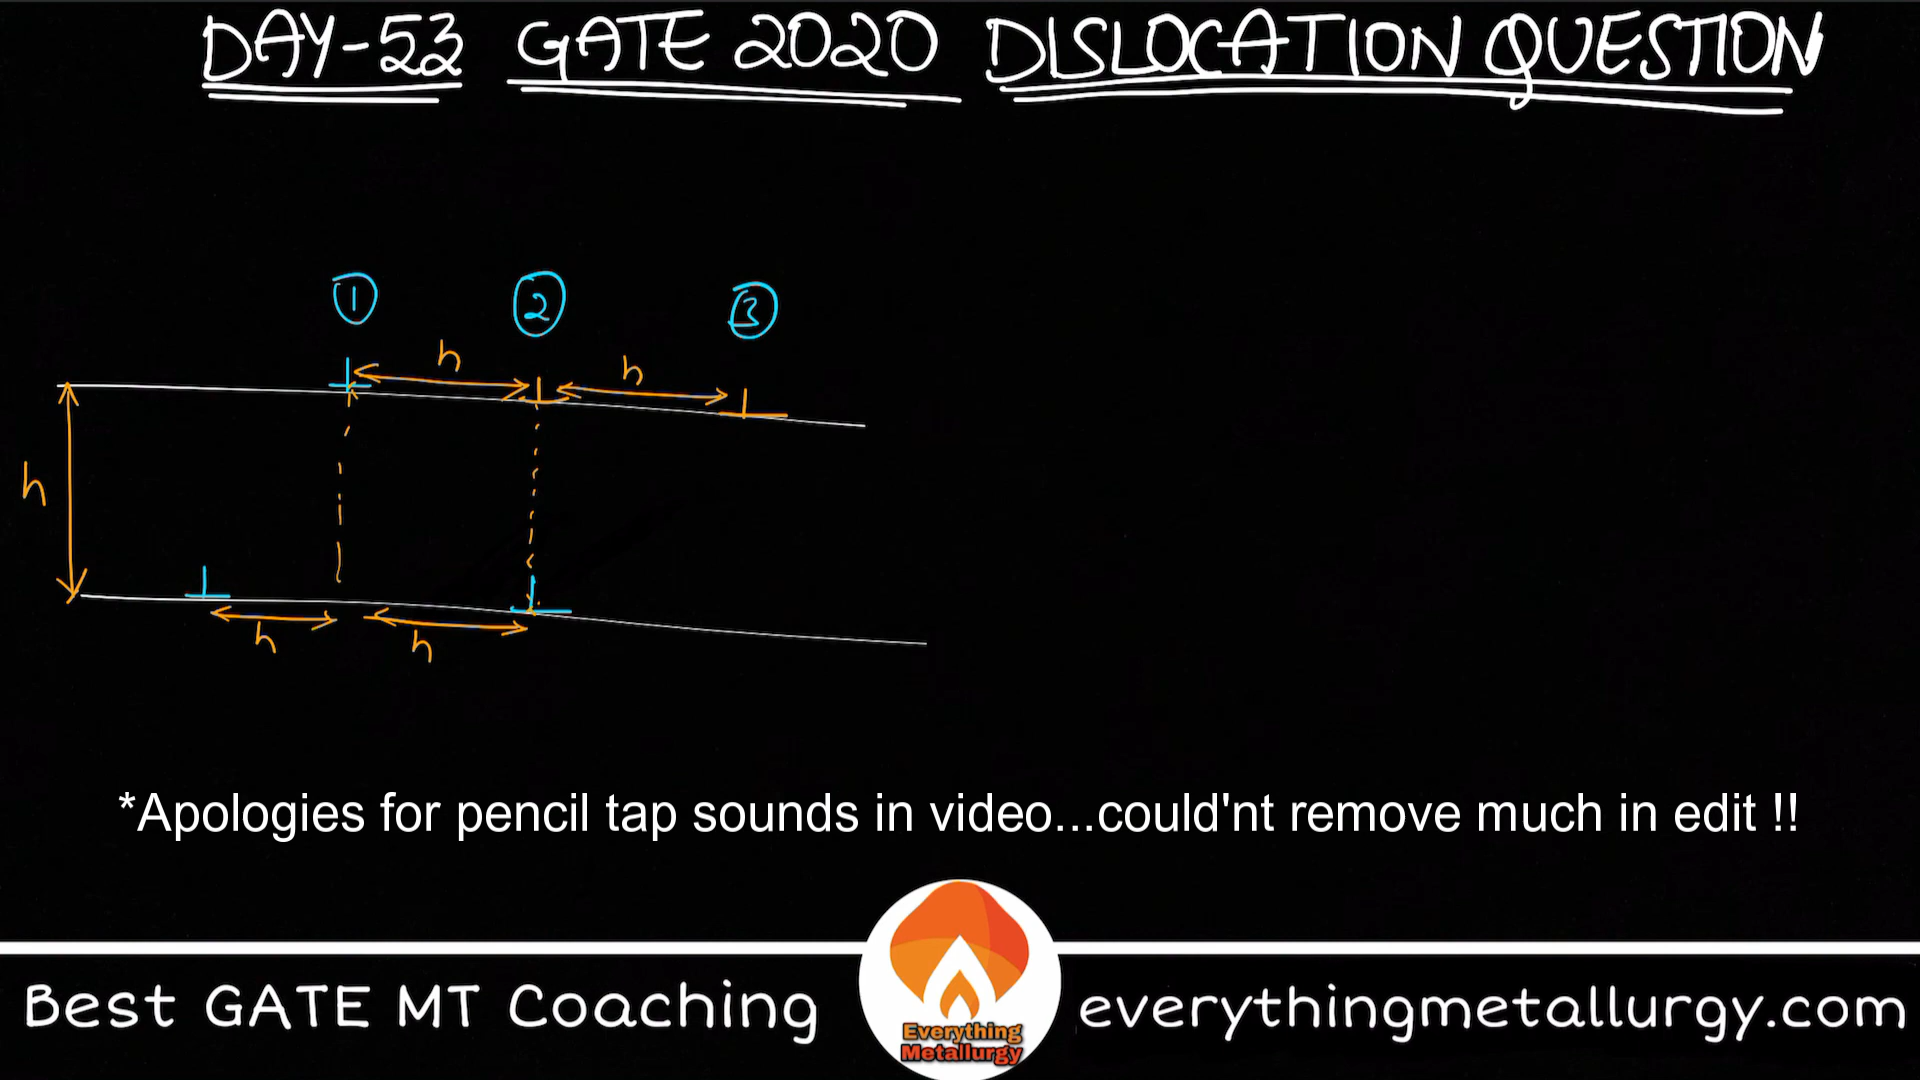 DAY-53 GATE 2020 DISLOCATION QUESTION
1 2 3
h h
h
h h
*Apologies for pencil tap sounds in video...could'nt remove much in edit !!
Best GATE MT Coaching
Everything
Metallurgy
everythingmetallurgy.com